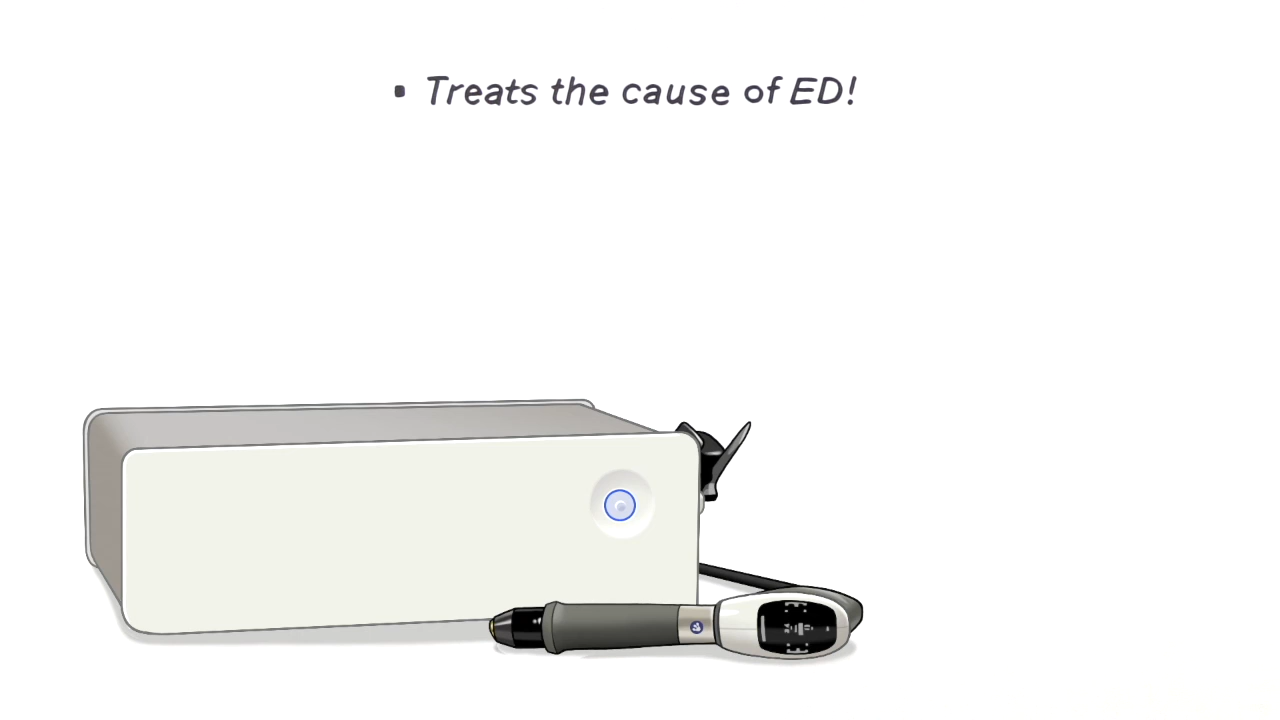 ▪ Treats the cause of ED!